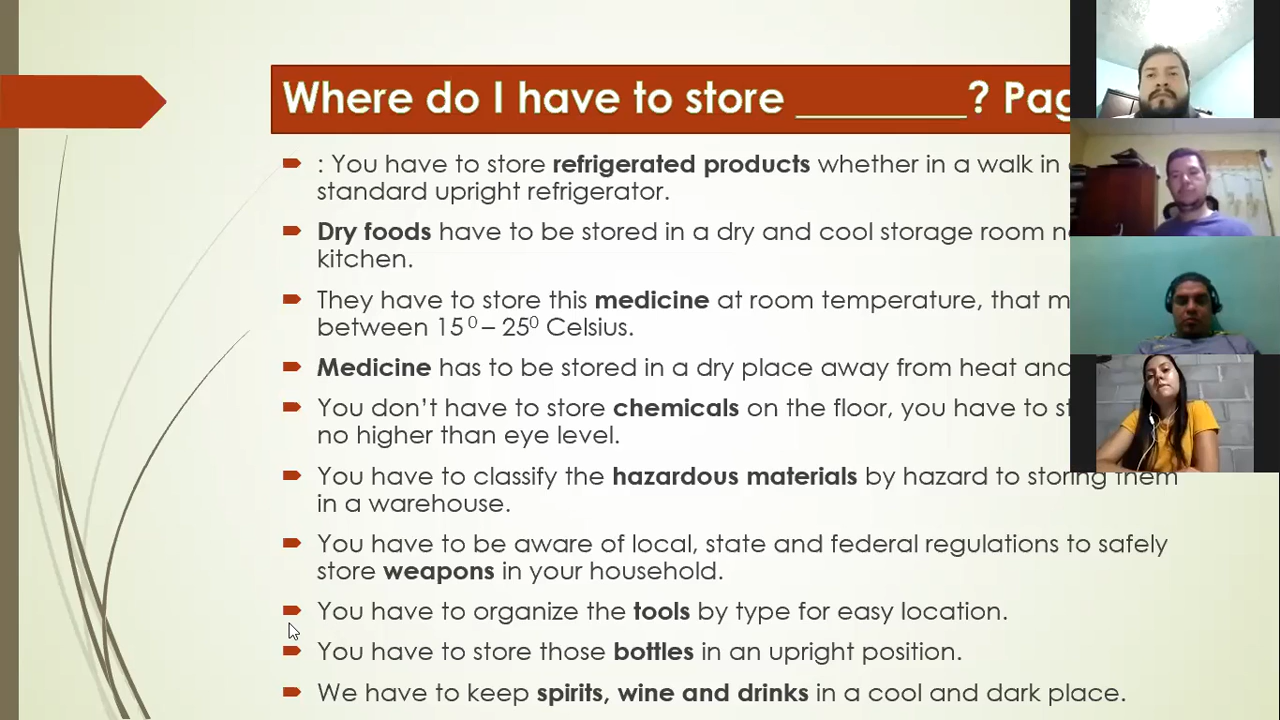 Where do I have to store _________? Pag
: You have to store refrigerated products whether in a walk in
standard upright refrigerator.
Dry foods have to be stored in a dry and cool storage room
kitchen.
They have to store this medicine at room temperature, that
between 15⁰ – 25⁰ Celsius.
Medicine has to be stored in a dry place away from heat and
You don’t have to store chemicals on the floor, you have to
no higher than eye level.
You have to classify the hazardous materials by hazard to storing them
in a warehouse.
You have to be aware of local, state and federal regulations to safely
store weapons in your household.
You have to organize the tools by type for easy location.
You have to store those bottles in an upright position.
We have to keep spirits, wine and drinks in a cool and dark place.